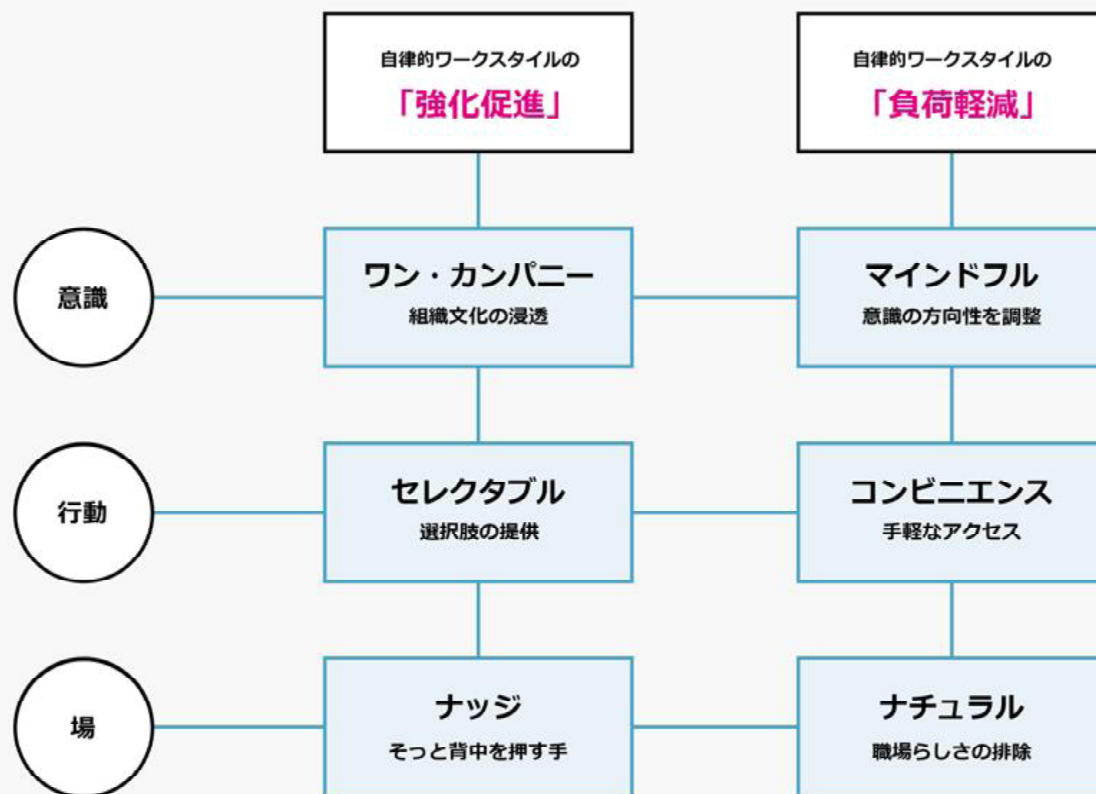 自律的ワークスタイルの
「強化促進」
自律的ワークスタイルの
「負荷軽減」
意識
ワン・カンパニー
組織文化の浸透
マインドフル
意識の方向性を調整
行動
セレクタブル
選択肢の提供
コンビニエンス
手軽なアクセス
場
ナッジ
そっと背中を押す手
ナチュラル
職場らしさの排除